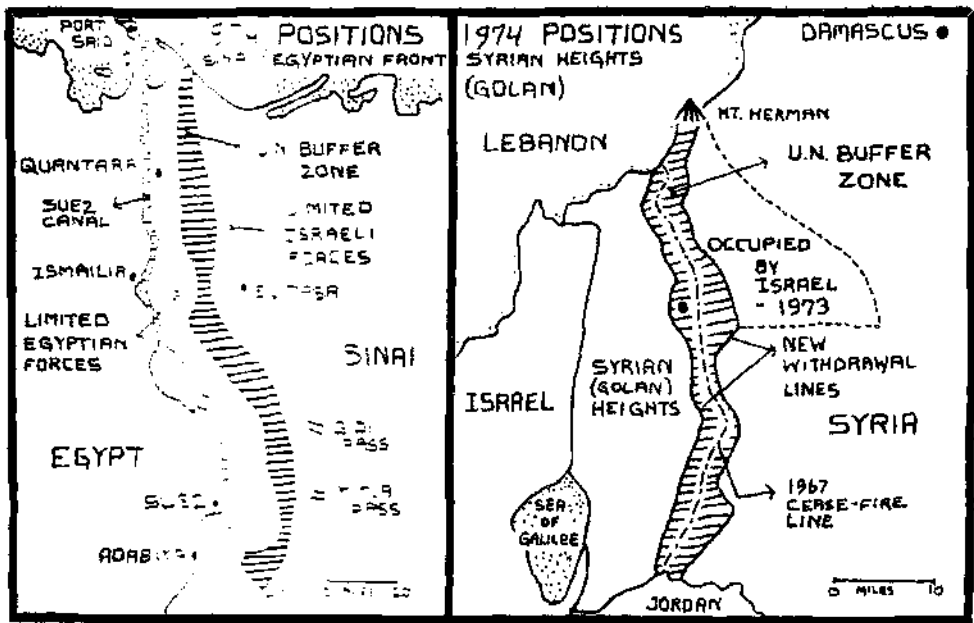 PORT
SAID
POSITIONS
EGYPTIAN FRONT
BUFFER
ZONE
QUANTARA
SUEZ
CANAL
ISRAELI
ISMAILIA
LIMITED
EGYPTIAN
FORCES
SINAI
PASS
EGYPT
SUEZ
PASS
1974 POSITIONS
SYRIAN HEIGHTS
(GOLAN)
DAMASCUS
MT. HERMAN
LEBANON
U.N. BUFFER
ZONE
OCCUPIED
BY
ISRAEL
- 1973
NEW
WITHDRAWAL
LINES
SYRIAN
(GOLAN)
HEIGHTS
ISRAEL
SYRIA
1967
CEASE-FIRE
LINE
SEA
OF
GALILEE
JORDAN
0 MILES 10